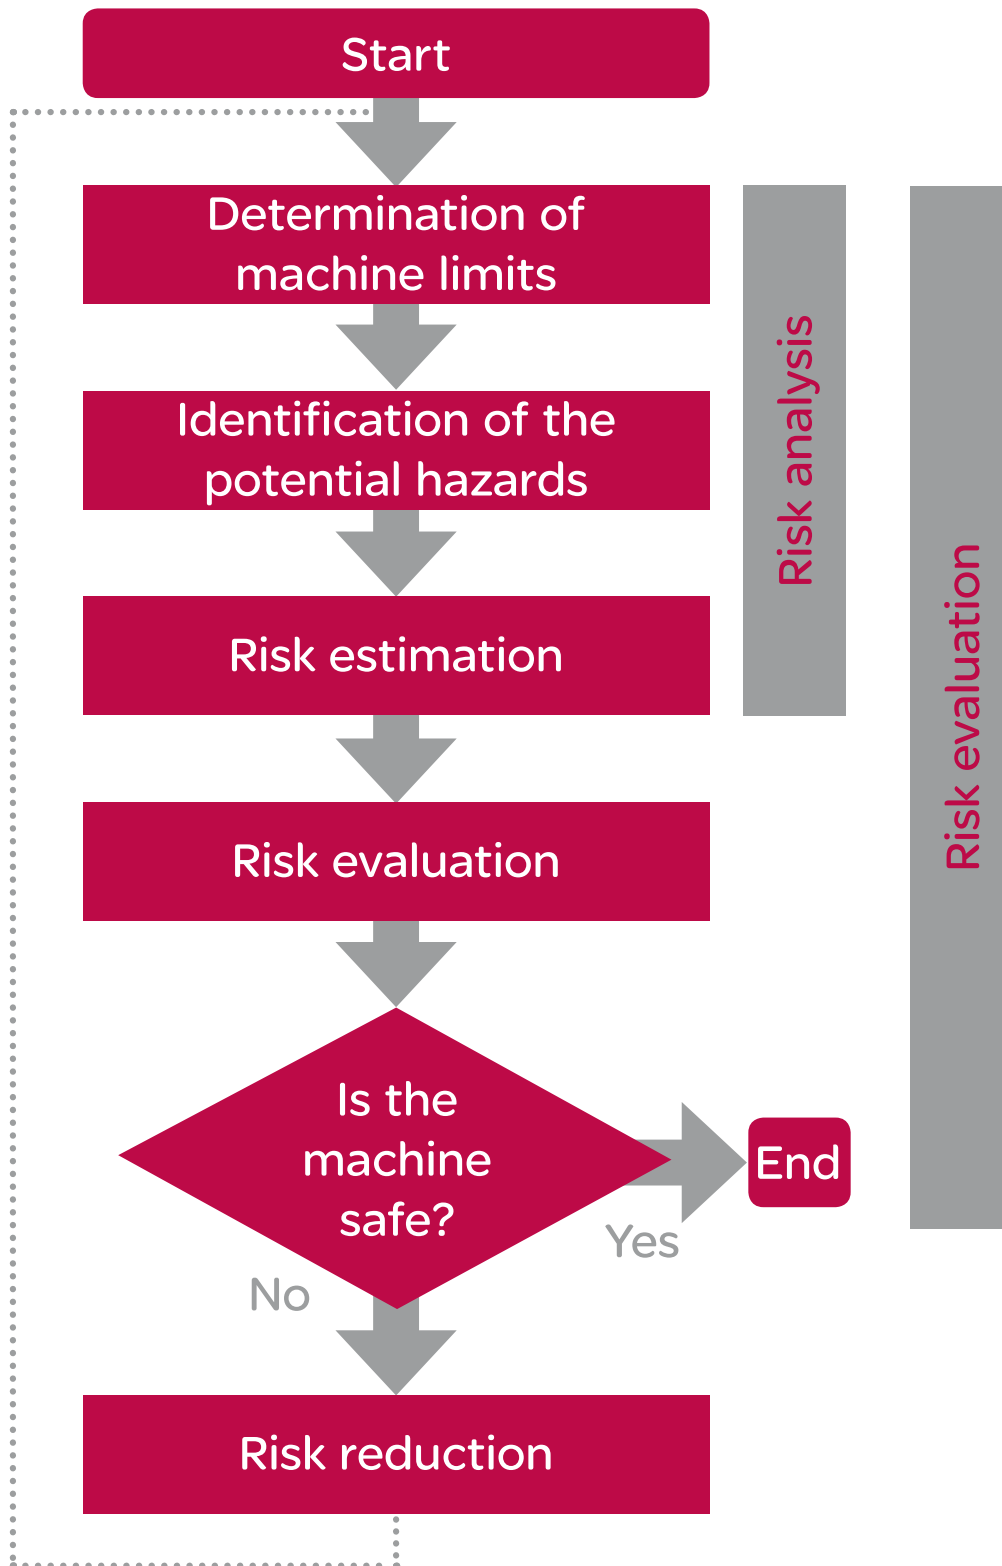 Start
Determination of
machine limits
Identification of the
potential hazards
Risk estimation
Risk evaluation
Is the
machine
safe?
Yes
End
No
Risk reduction
Risk analysis
Risk evaluation